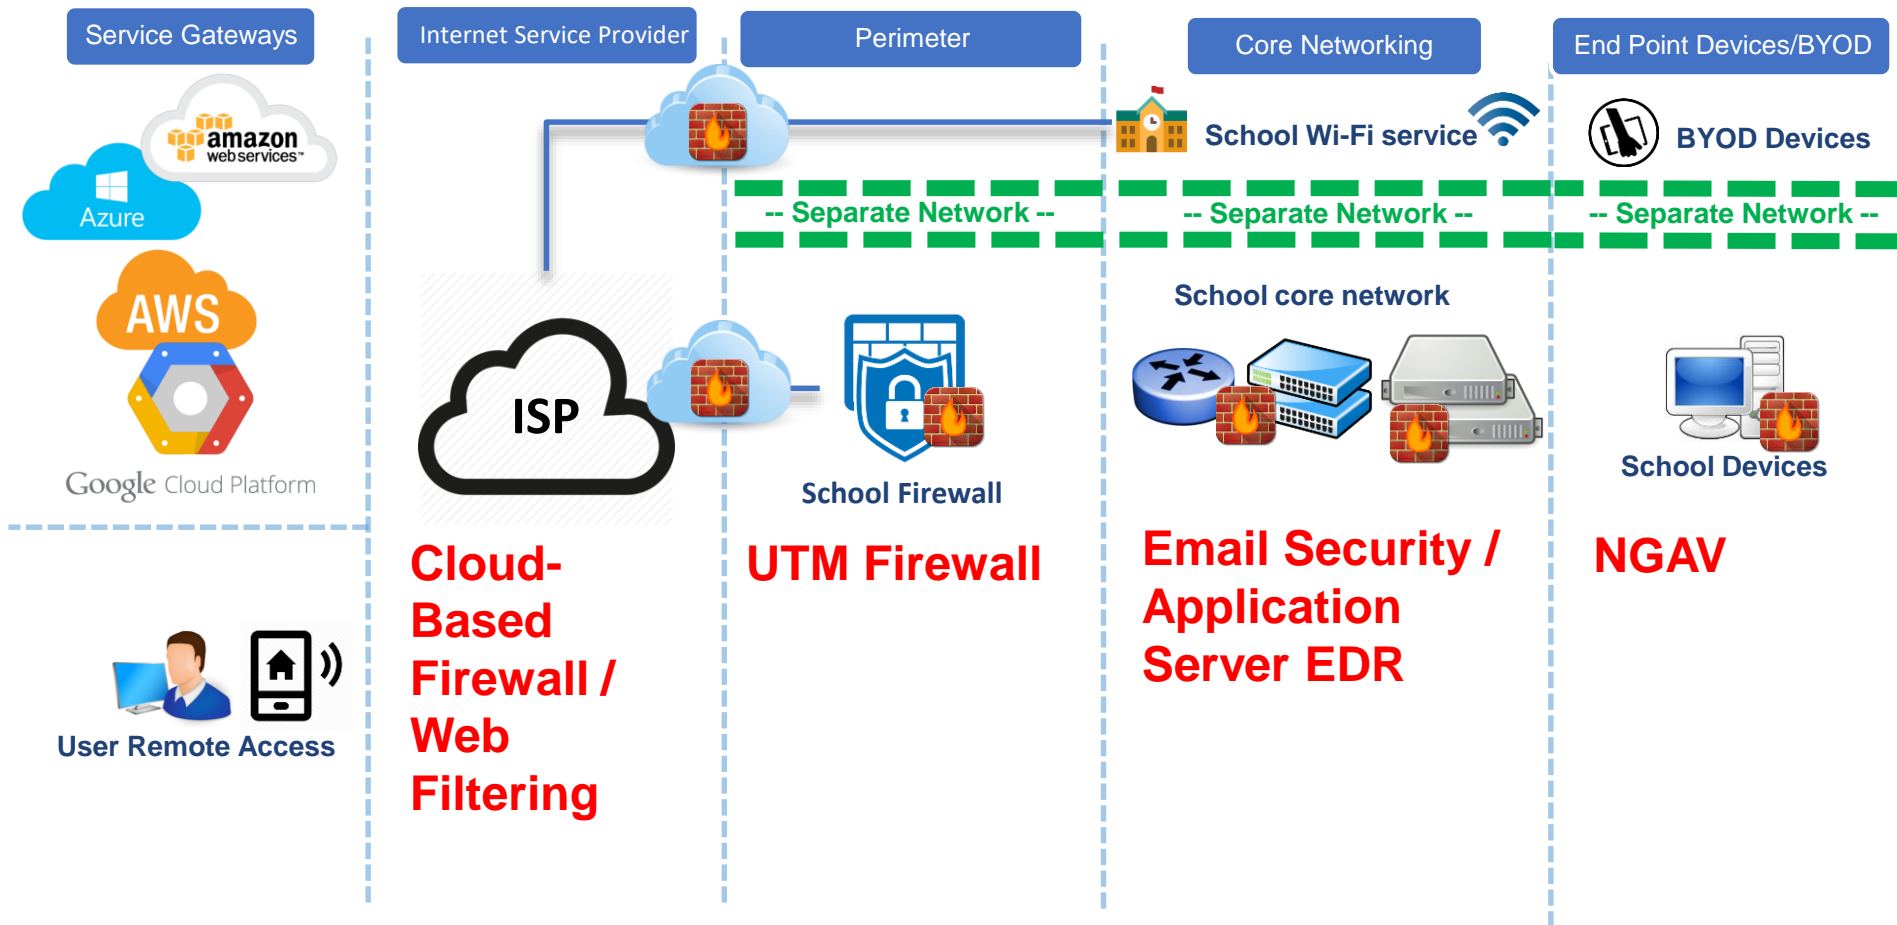 Service Gateways
Internet Service Provider
Perimeter
Core Networking
End Point Devices/BYOD
amazon
web services™
Azure
AWS
Google Cloud Platform
User Remote Access
ISP
Cloud-
Based
Firewall /
Web
Filtering
-- Separate Network --
School Firewall
UTM Firewall
School Wi-Fi service
-- Separate Network --
School core network
Email Security /
Application
Server EDR
BYOD Devices
-- Separate Network --
School Devices
NGAV